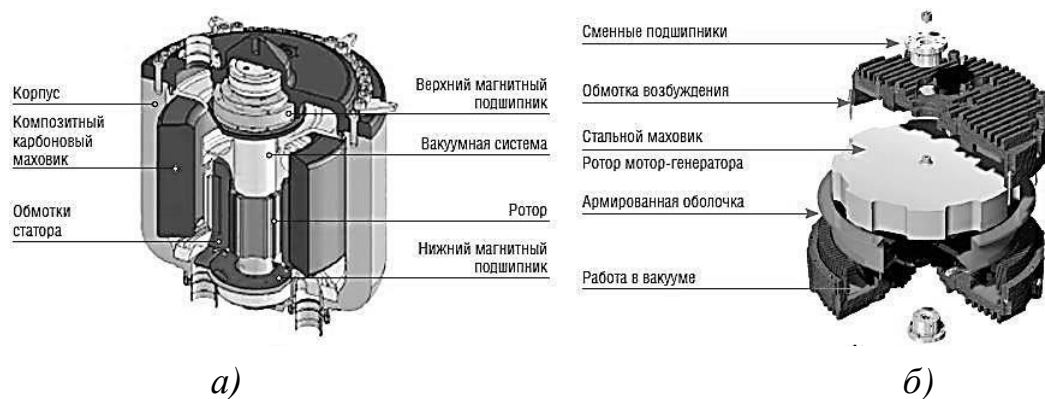 Корпус
Композитный
карбоновый
маховик
Обмотки
статора
Верхний магнитный
подшипник
Вакуумная система
Ротор
Нижний магнитный
подшипник
а)
Сменные подшипники
Обмотка возбуждения
Стальной маховик
Ротор мотор-генератора
Армированная оболочка
Работа в вакууме
б)